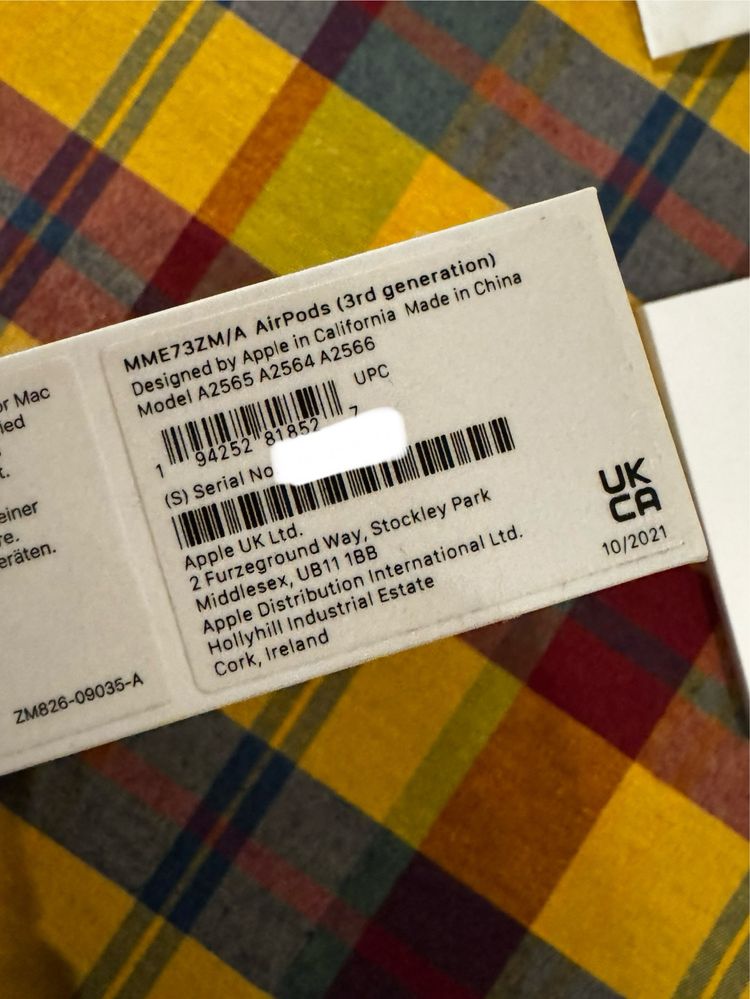 or Mac
t.
einer
re.
eräten.
ZM826-09035-A
MME73ZM/A AirPods (3rd generation)
Designed by Apple in California Made in China
Model A2565 A2564 A2566
UPC
1 94252 81852 7
(S) Serial No
Apple UK Ltd.
2 Furzeground Way, Stockley Park
Middlesex, UB11 1BB
Apple Distribution International Ltd.
Hollyhill Industrial Estate
Cork, Ireland
UK
CA
10/2021